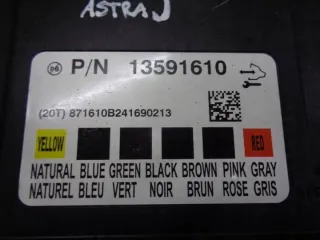 ASTRA J
06 P/N 13591610
(20T) 871610B241690213
YELLOW RED
NATURAL BLUE GREEN BLACK BROWN PINK GRAY
NATUREL BLEU VERT NOIR BRUN ROSE GRIS